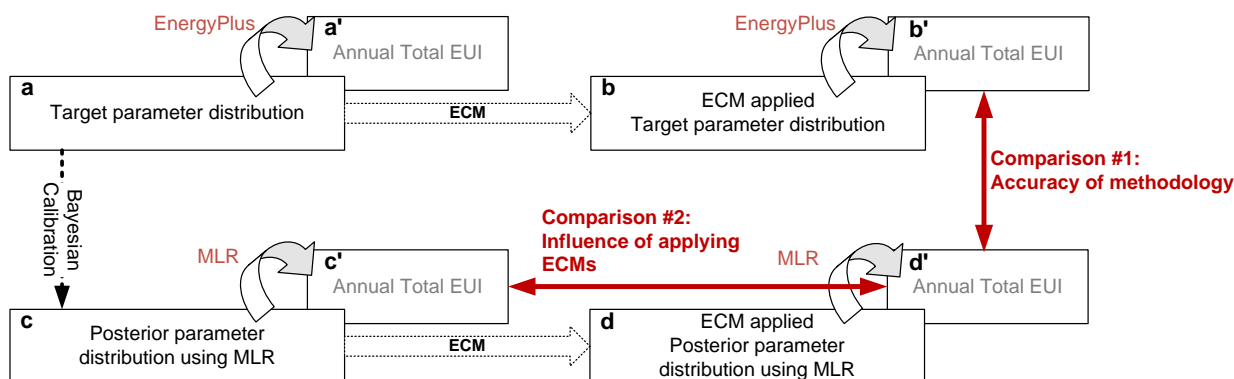 EnergyPlus
a'
Annual Total EUI
a
Target parameter distribution
ECM
EnergyPlus
b'
Annual Total EUI
b
ECM applied
Target parameter distribution
Comparison #1:
Accuracy of methodology
Bayesian
Calibration
Comparison #2:
Influence of applying
ECMs
MLR
c'
Annual Total EUI
c
Posterior parameter
distribution using MLR
ECM
MLR
d'
Annual Total EUI
d
ECM applied
Posterior parameter
distribution using MLR